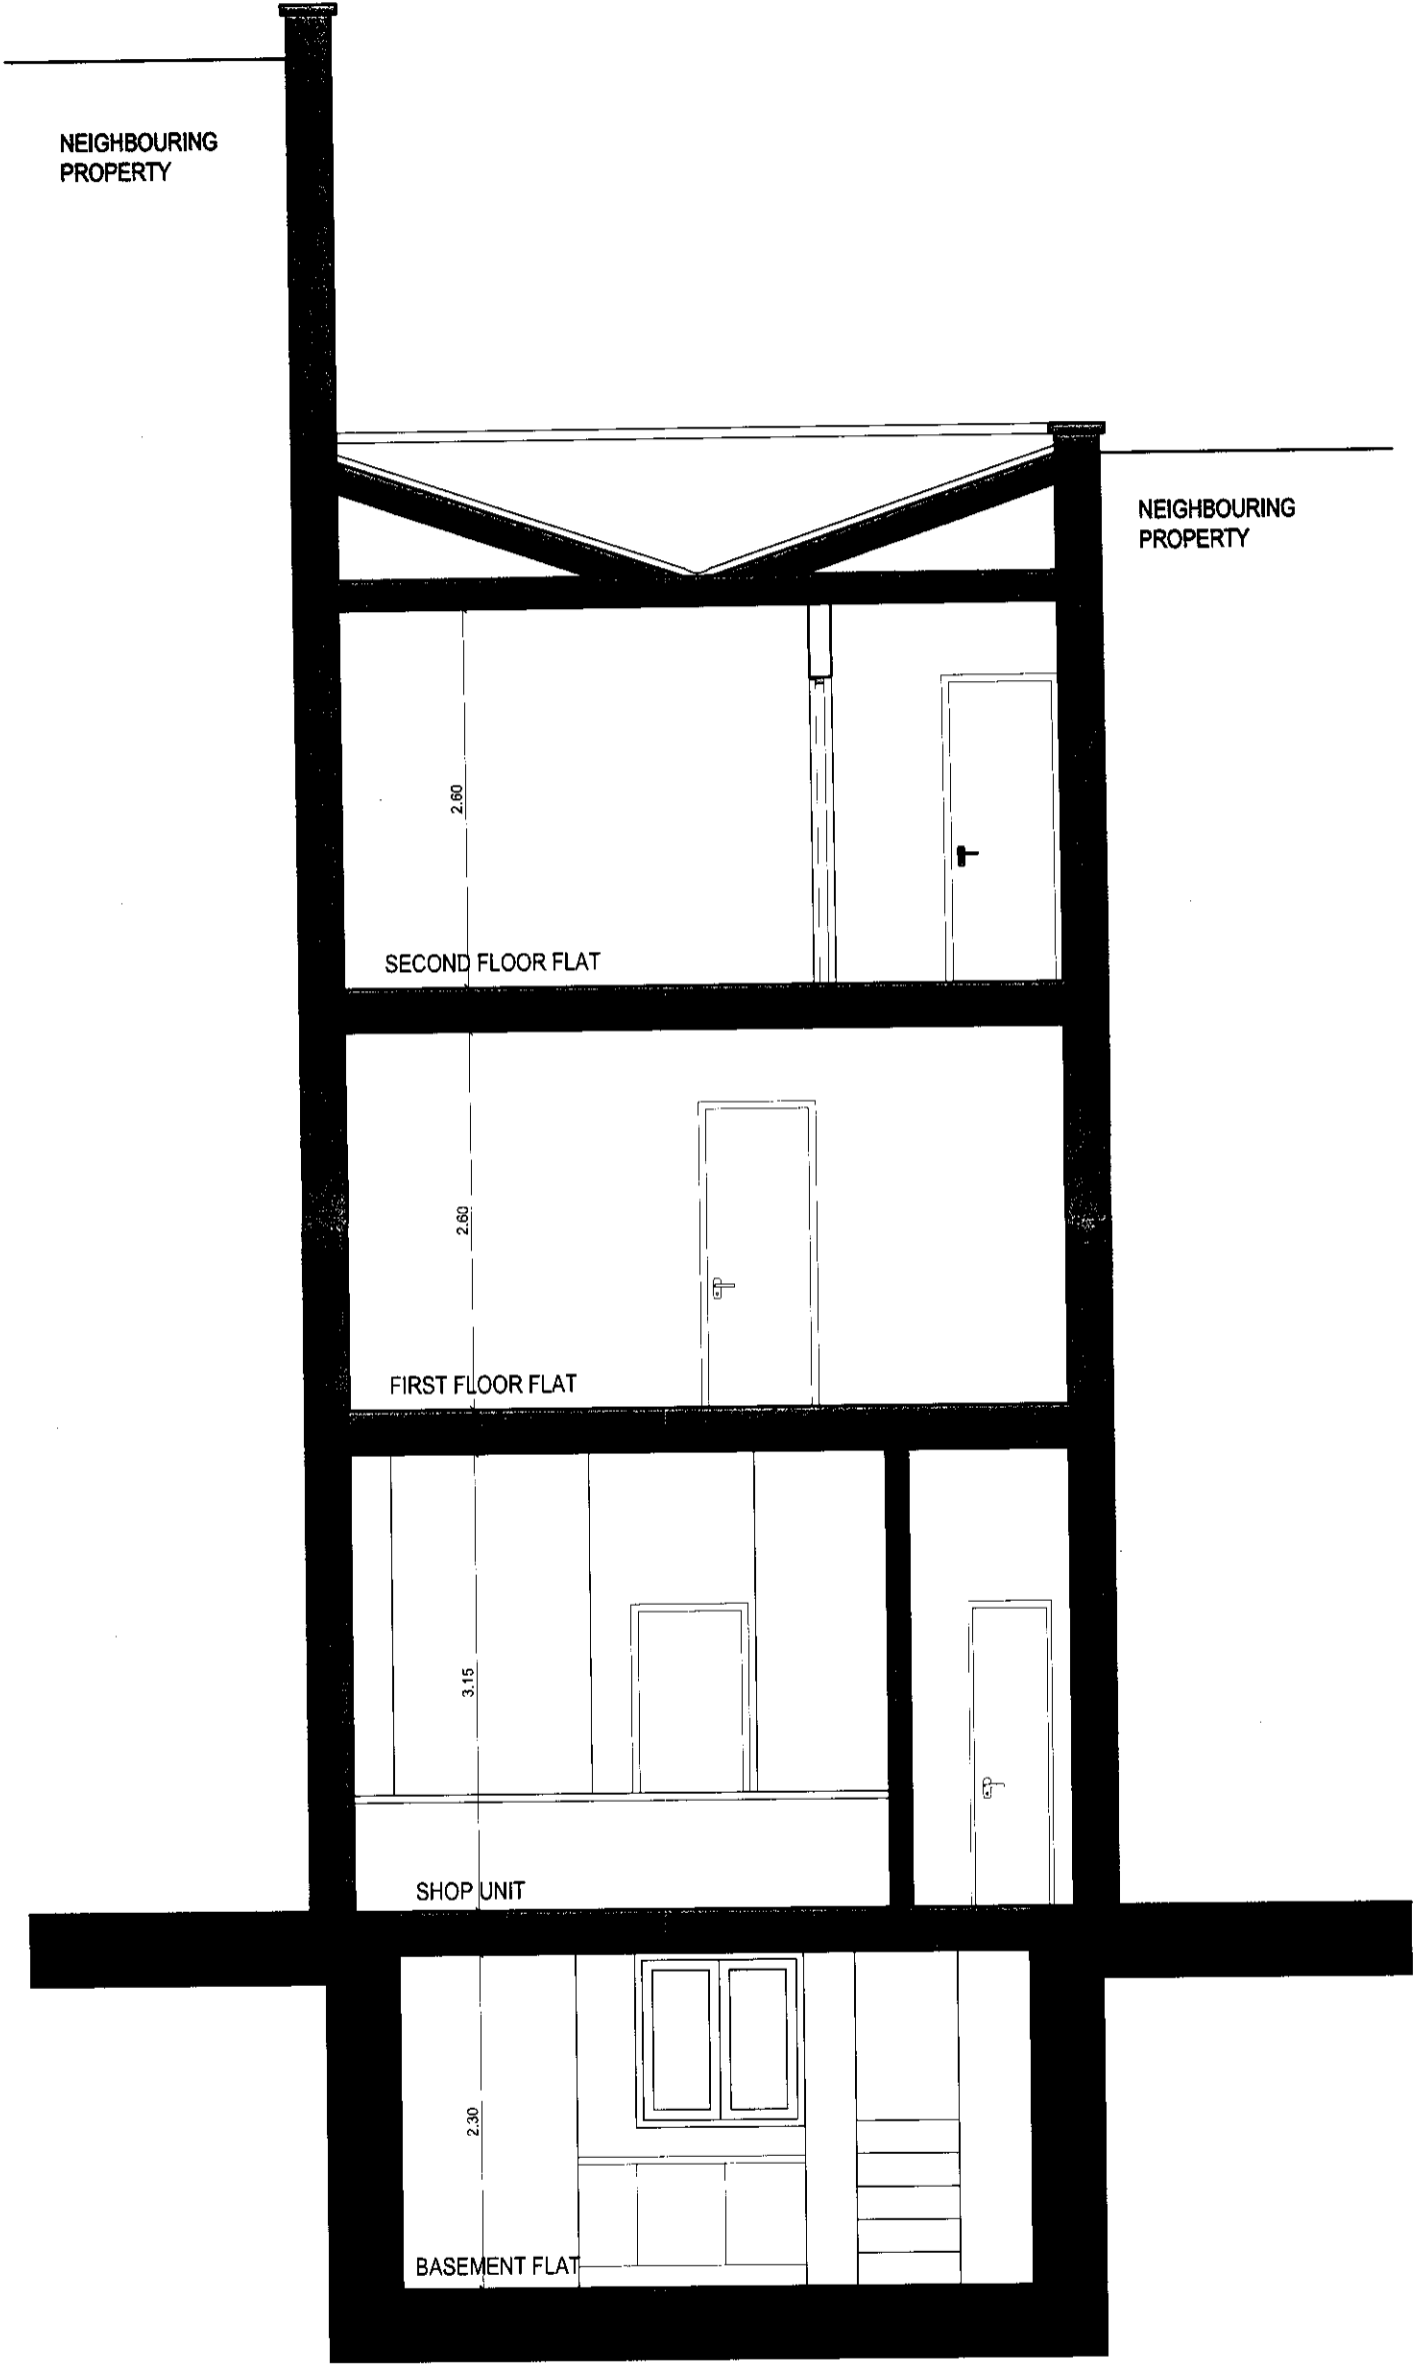 NEIGHBOURING
PROPERTY
NEIGHBOURING
PROPERTY
2.60
SECOND FLOOR FLAT
2.60
FIRST FLOOR FLAT
3.15
SHOP UNIT
2.30
BASEMENT FLAT